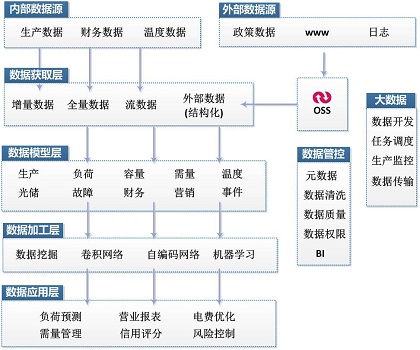 内部数据源
生产数据 财务数据 温度数据
外部数据源
政策数据 www 日志
数据获取层
增量数据 全量数据 流数据 外部数据
(结构化)
OSS
大数据
数据开发
任务调度
生产监控
数据传输
数据模型层
生产 负荷 容量 需量 温度
光储 故障 财务 营销 事件
数据管控
元数据
数据清洗
数据质量
数据权限
BI
数据加工层
数据挖掘 卷积网络 自编码网络 机器学习
数据应用层
负荷预测 营业报表 电费优化
需量管理 信用评分 风险控制